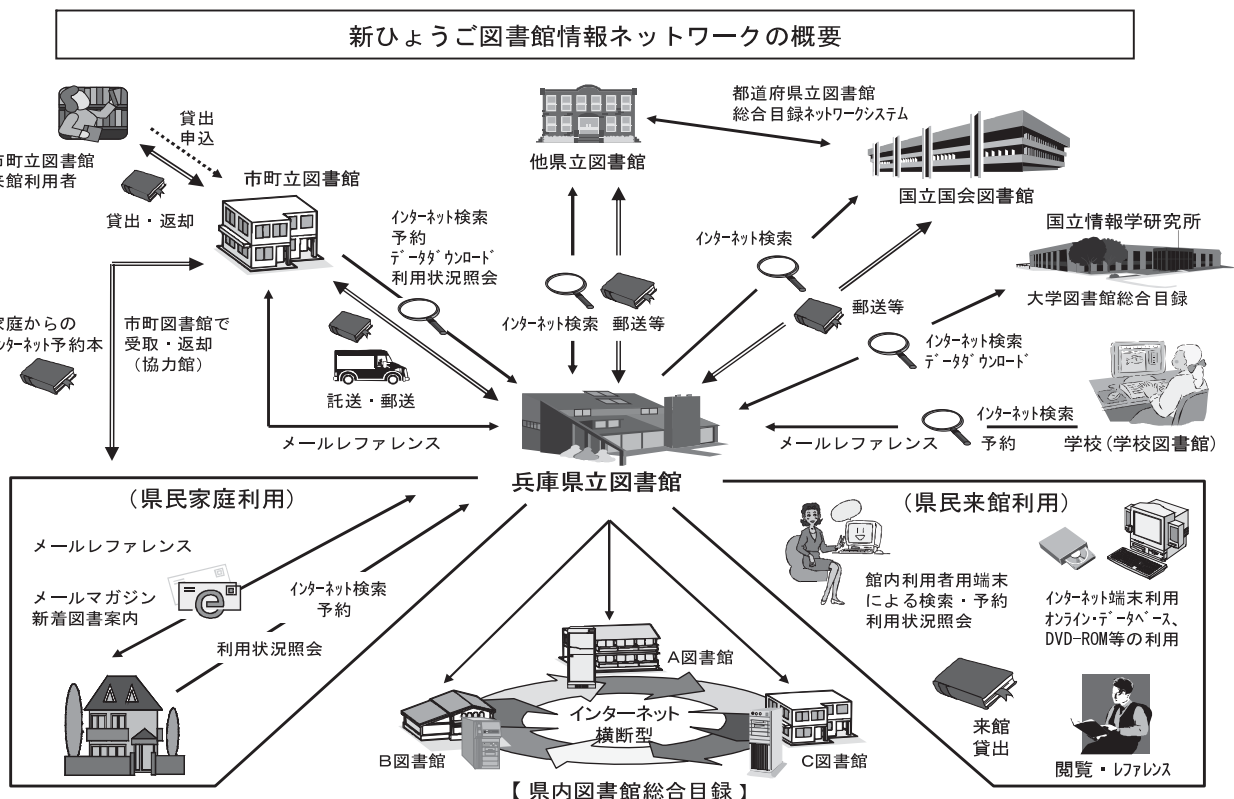 新ひょうご図書館情報ネットワークの概要
貸出
申込
市町立図書館
来館利用者
貸出・返却
市町立図書館
インターネット検索
予約
データダウンロード
利用状況照会
他県立図書館
都道府県立図書館
総合目録ネットワークシステム
国立国会図書館
国立情報学研究所
大学図書館総合目録
インターネット検索
郵送等
インターネット検索
郵送等
インターネット検索
データダウンロード
家庭からの
インターネット予約本
市町図書館で
受取・返却
(協力館)
託送・郵送
メールレファレンス
メールレファレンス
インターネット検索
予約
学校(学校図書館)
兵庫県立図書館
(県民家庭利用)
メールレファレンス
メールマガジン
新着図書案内
インターネット検索
予約
利用状況照会
A図書館
B図書館
C図書館
インターネット
横断型
【県内図書館総合目録】
(県民来館利用)
館内利用者用端末
による検索・予約
利用状況照会
インターネット端末利用
オンライン・データベース、
DVD-ROM等の利用
来館
貸出
閲覧・レファレンス